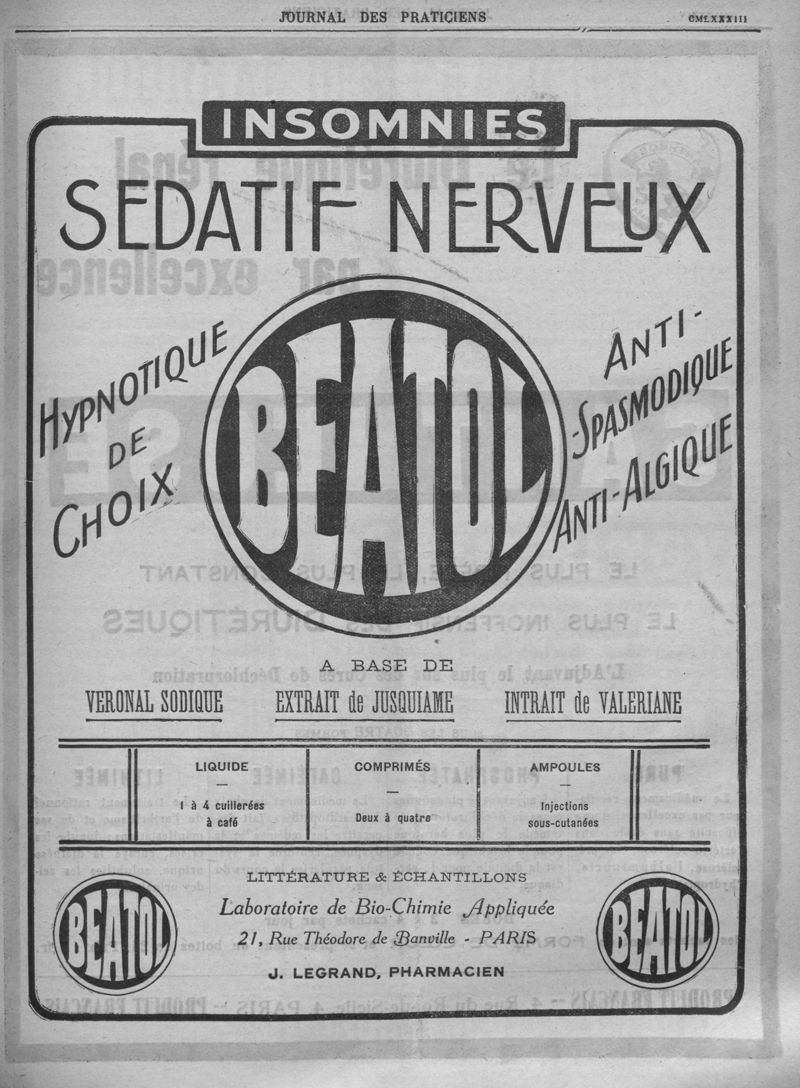 JOURNAL DES PRATICIENS
CMLXXXIII
INSOMNIES
SEDATIF NERVEUX
HYPNOTIQUE
DE
CHOIX
BEATOL
ANTI-
-SPASMODIQUE
ANTI-ALGIQUE
A BASE DE
VERONAL SODIQUE
EXTRAIT de JUSQUIAME
INTRAIT de VALERIANE
LIQUIDE
1 à 4 cuillerées
à café
COMPRIMÉS
Deux à quatre
AMPOULES
Injections
sous-cutanées
LITTÉRATURE & ÉCHANTILLONS
Laboratoire de Bio-Chimie Appliquée
21, Rue Théodore de Banville - PARIS
J. LEGRAND, PHARMACIEN
BEATOL
BEATOL